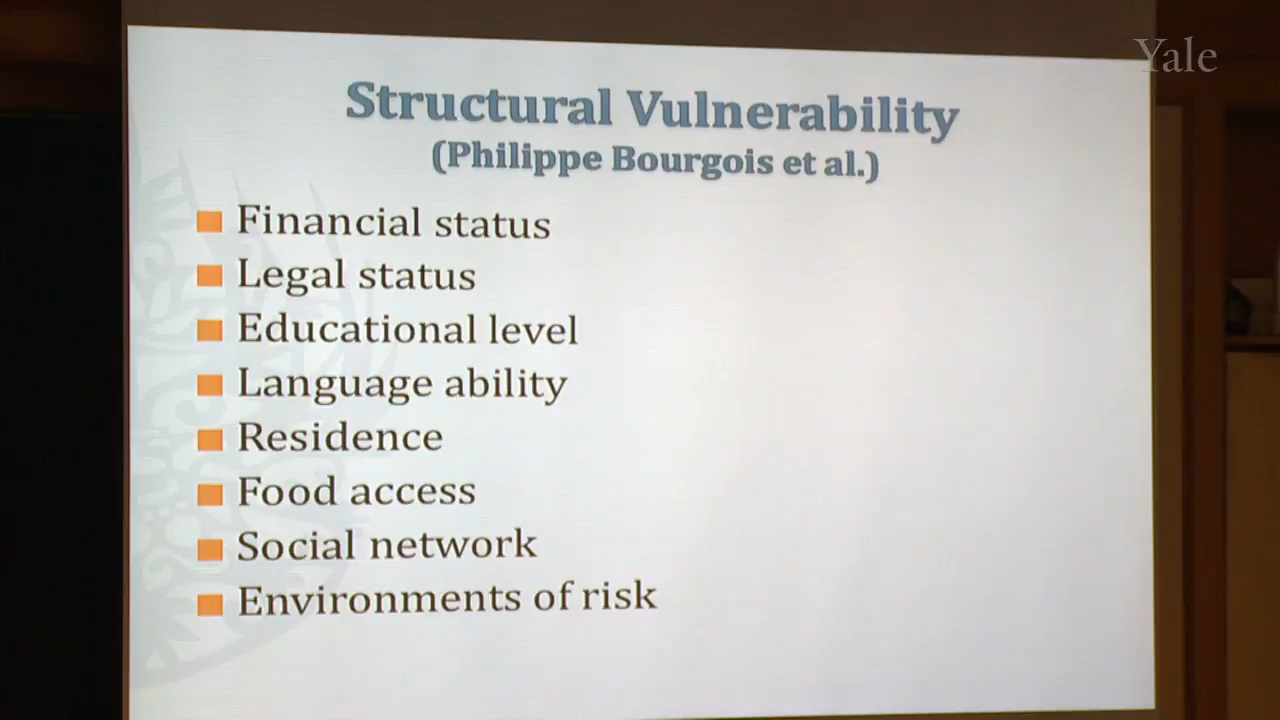 Yale
Structural Vulnerability
(Philippe Bourgois et al.)
Financial status
Legal status
Educational level
Language ability
Residence
Food access
Social network
Environments of risk